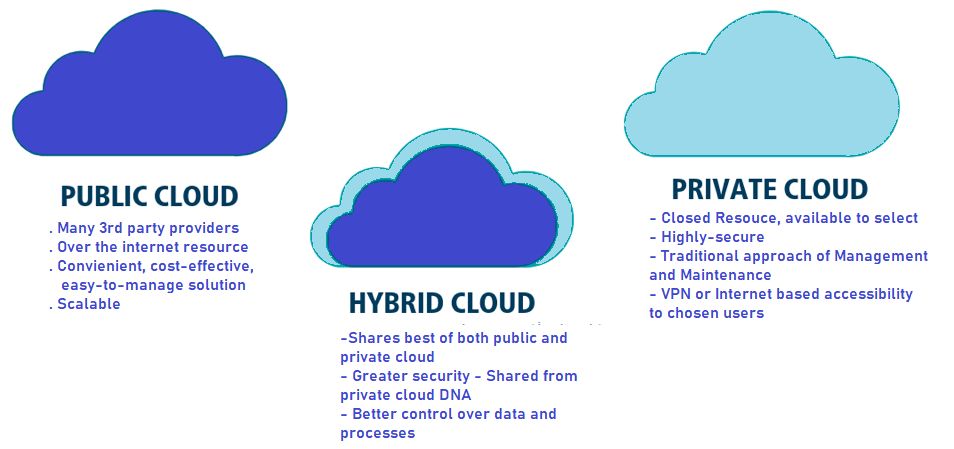 PUBLIC CLOUD
. Many 3rd party providers
. Over the internet resource
. Convienient, cost-effective,
easy-to-manage solution
. Scalable
HYBRID CLOUD
-Shares best of both public and
private cloud
- Greater security - Shared from
private cloud DNA
- Better control over data and
processes
PRIVATE CLOUD
- Closed Resouce, available to select
- Highly-secure
- Traditional approach of Management
and Maintenance
- VPN or Internet based accessibility
to chosen users